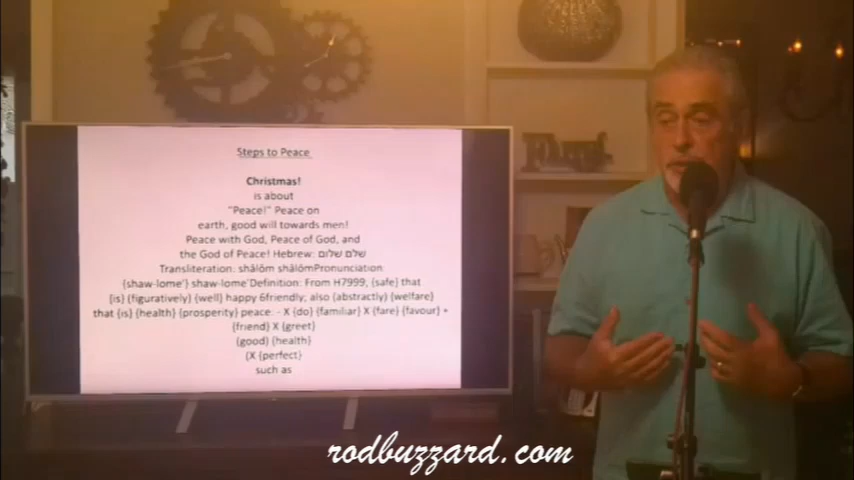 Steps to Peace
Christmas!
is about
"Peace!" Peace on
earth, good will towards men!
Peace with God, Peace of God, and
the God of Peace! Hebrew: שלם שלום
Transliteration: shâlôm shâlômPronunciation
{shaw-lome'} shaw-lome'Definition: From H7999, {safe} that
{is} {figuratively} {well} happy 6friendly; also {abstractly} {welfare}
that {is} {health} {prosperity} peace: - X {do} {familiar} X {fare} {favour} +
{friend} X {greet}
(good) {health}
(X {perfect}
such as
rodbuzzard.com